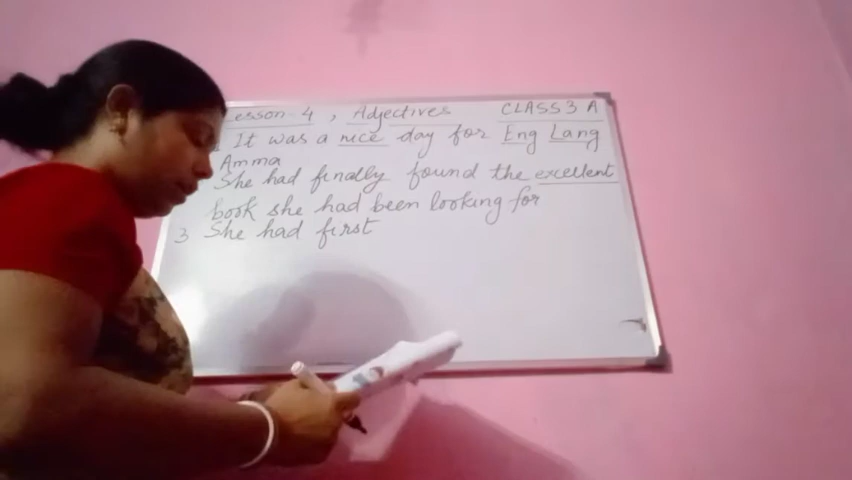 Lesson-4, Adjectives CLASS 3 A
1 It was a nice day for Eng Lang
Amma
She had finally found the excellent
book she had been looking for
3 She had first